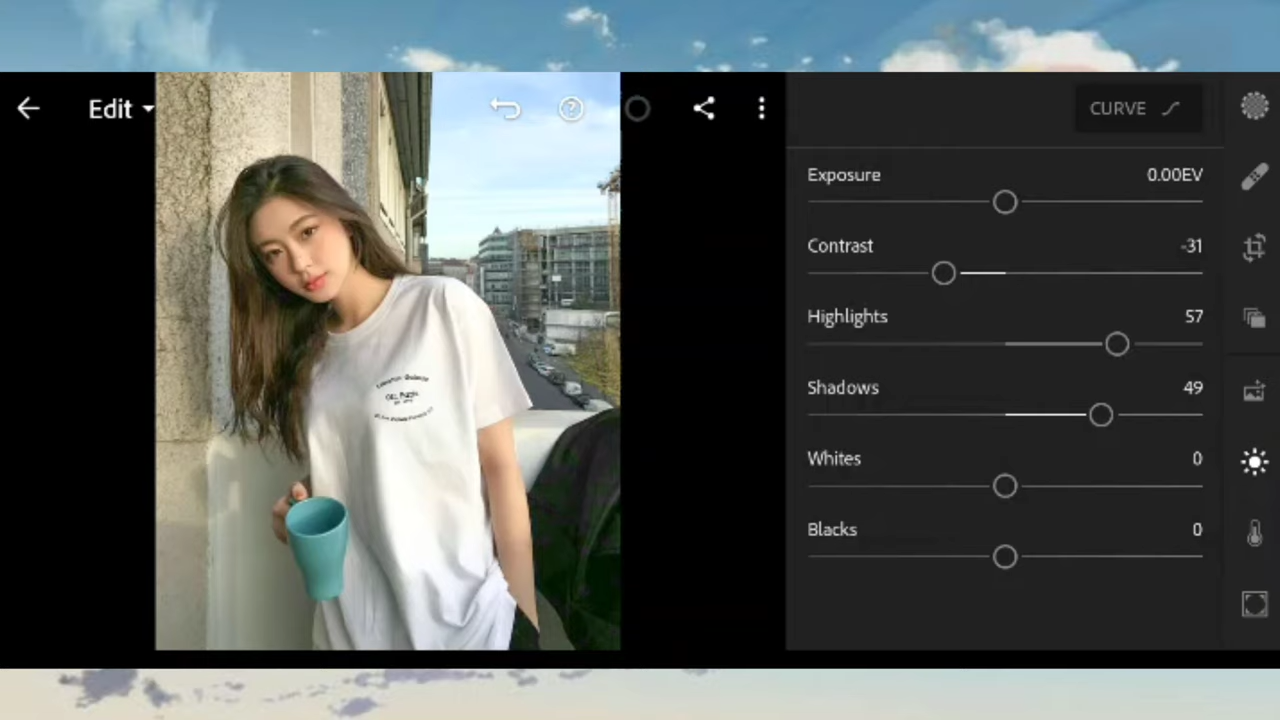 Edit
CURVE
Exposure 0.00EV
Contrast -31
Highlights 57
Shadows 49
Whites 0
Blacks 0